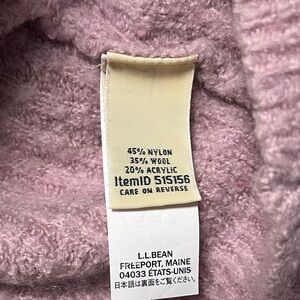 45% NYLON
35% WOOL
20% ACRYLIC
ItemID 515156
CARE ON REVERSE
L.L.BEAN
FREEPORT, MAINE
04033 ÉTATS-UNIS
日本語は裏面をご覧ください